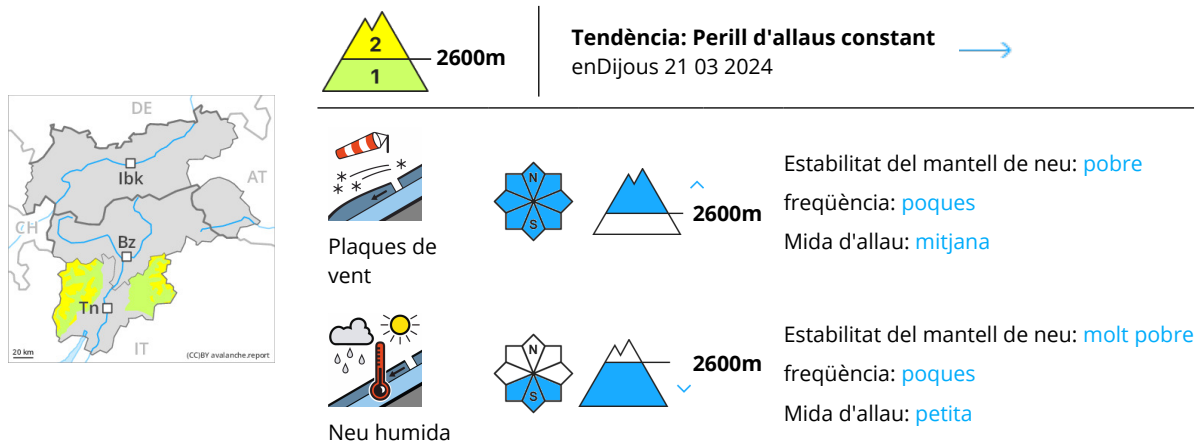 DE
Ibk
AT
CH
Bz
Tn
IT
20 km
(CC)BY avalanche.report
2
1
2600m
Tendència: Perill d'allaus constant
enDijous 21 03 2024
Plaques de
vent
N
S
2600m
Estabilitat del mantell de neu: pobre
freqüència: poques
Mida d'allau: mitjana
Neu humida
N
S
2600m
Estabilitat del mantell de neu: molt pobre
freqüència: poques
Mida d'allau: petita